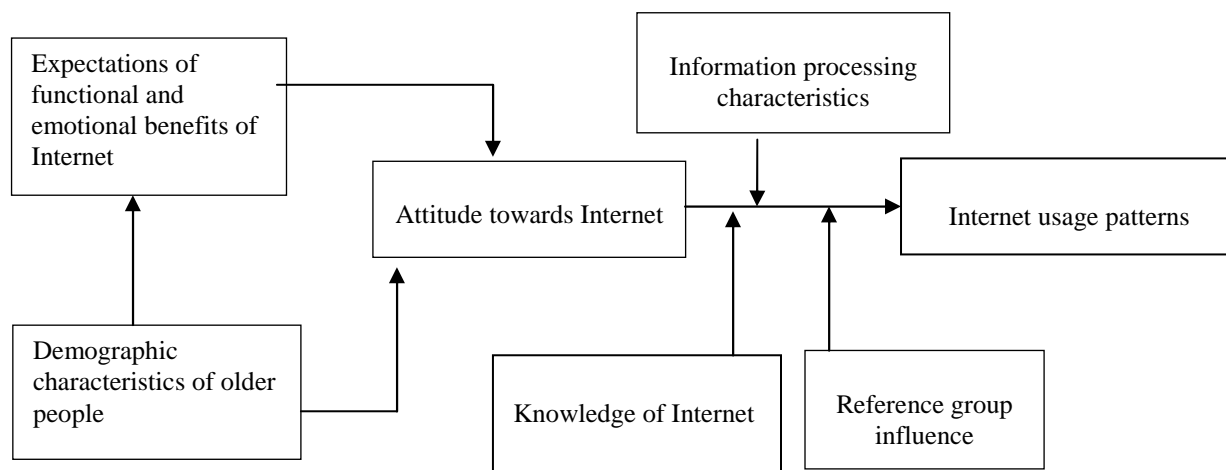 Expectations of
functional and
emotional benefits of
Internet
Information processing
characteristics
Attitude towards Internet
Internet usage patterns
Demographic
characteristics of older
people
Knowledge of Internet
Reference group
influence